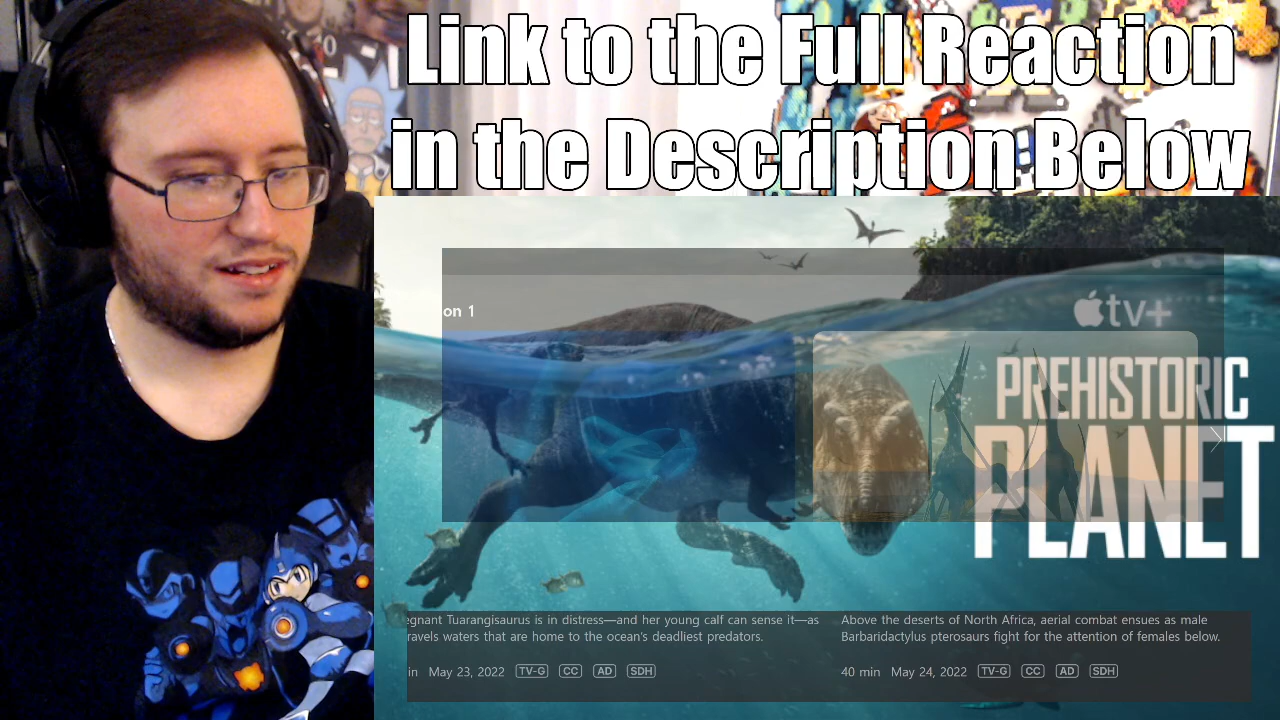 Link to the Full Reaction
in the Description Below
on 1
tv+
PREHISTORIC
PLANET
egnant Tuarangisaurus is in distress—and her young calf can sense it—as
ravels waters that are home to the ocean's deadliest predators.
in May 23, 2022 TV-G CC AD SDH
Above the deserts of North Africa, aerial combat ensues as male
Barbaridactylus pterosaurs fight for the attention of females below.
40 min May 24, 2022 TV-G CC AD SDH